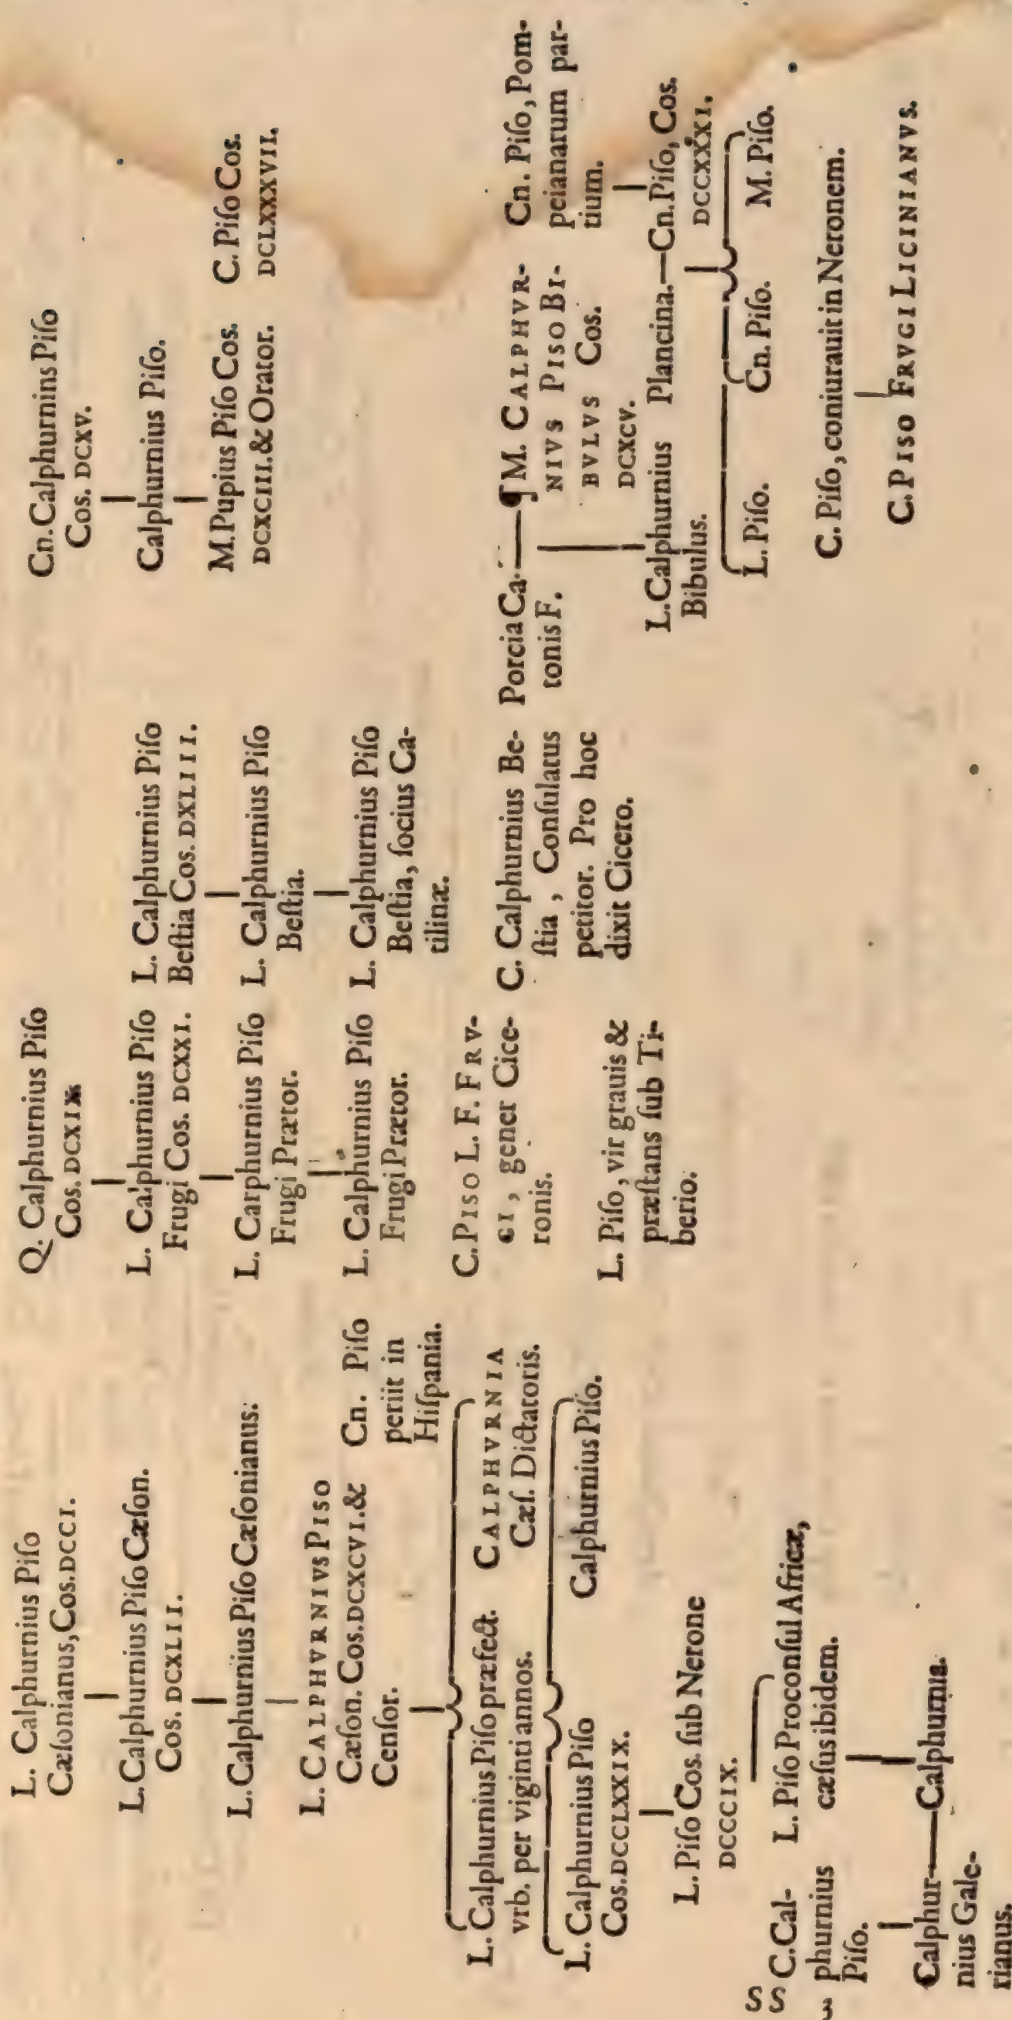 L. Calphurnius Piſo
Cæſonianus, Cos. DCCI.
L. Calphurnius Piſo Cæſon.
Cos. DCXLII.
L. Calphurnius Piſo Cæſonianus.
L. CALPHVRNIVS PISO
Cæſon. Cos. DCXCVI. &
Cenſor.
Cn. Piſo
periit in
Hiſpania.
L. Calphurnius Piſo præfect.
vrb. per viginti annos.
CALPHVRNIA
Cæſ. Dictatoris.
L. Calphurnius Piſo
Cos. DCCLXXIX.
Calphurnius Piſo.
L. Piſo Cos. ſub Nerone
DCCCIX.
C. Cal-
phurnius
Piſo.
L. Piſo Proconſul Africæ,
cæſus ibidem.
Calphur-
nius Gale-
rianus.
Calphurnia.
Q. Calphurnius Piſo
Cos. DCXIX.
L. Calphurnius Piſo
Frugi Cos. DCXXI.
L. Carphurnius Piſo
Frugi Prætor.
L. Calphurnius Piſo
Frugi Prætor.
C. PISO L. F. FRV-
GI, gener Cice-
ronis.
L. Piſo, vir grauis &
præſtans ſub Ti-
berio.
L. Calphurnius Piſo
Beſtia Cos. DXLIII.
L. Calphurnius Piſo
Beſtia.
L. Calphurnius Piſo
Beſtia, ſocius Ca-
tilinæ.
C. Calphurnius Be-
ſtia, Conſulatus
petitor. Pro hoc
dixit Cicero.
Cn. Calphurnins Piſo
Cos. DCXV.
Calphurnius Piſo.
M. Pupius Piſo Cos.
DCXCIII. & Orator.
C. Piſo Cos.
DCLXXXVII.
Porcia Ca-
tonis F.
¶ M. CALPHVR-
NIVS PISO BI-
BVLVS Cos.
DCXCV.
Cn. Piſo, Pom-
peianarum par-
tium.
L. Calphurnius
Bibulus.
Plancina.—Cn. Piſo, Cos.
DCCXXXI.
L. Piſo. Cn. Piſo. M. Piſo.
C. Piſo, coniurauit in Neronem.
C. PISO FRVGI LICINIANVS.